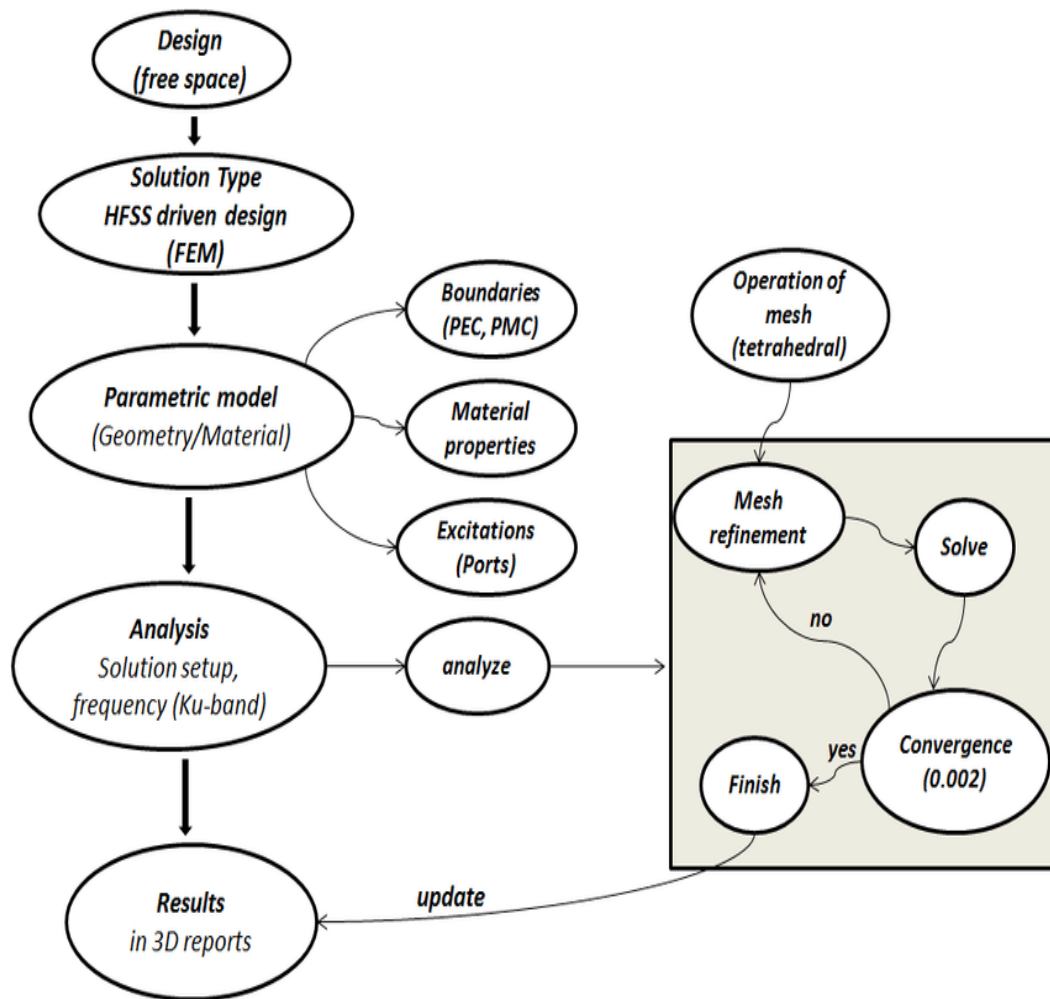 Design
(free space)
Solution Type
HFSS driven design
(FEM)
Parametric model
(Geometry/Material)
Boundaries
(PEC, PMC)
Material
properties
Excitations
(Ports)
Analysis
Solution setup,
frequency (Ku-band)
analyze
Operation of
mesh
(tetrahedral)
Mesh
refinement
Solve
no
Convergence
(0.002)
yes
Finish
update
Results
in 3D reports